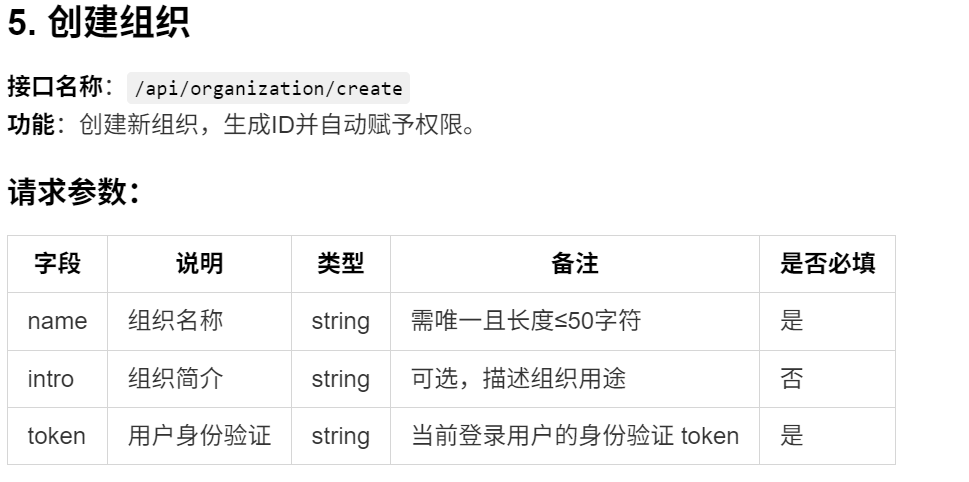 5. 创建组织
接口名称：/api/organization/create
功能：创建新组织，生成ID并自动赋予权限。
请求参数：
字段 说明 类型 备注 是否必填
name 组织名称 string 需唯一且长度≤50字符 是
intro 组织简介 string 可选，描述组织用途 否
token 用户身份验证 string 当前登录用户的身份验证 token 是